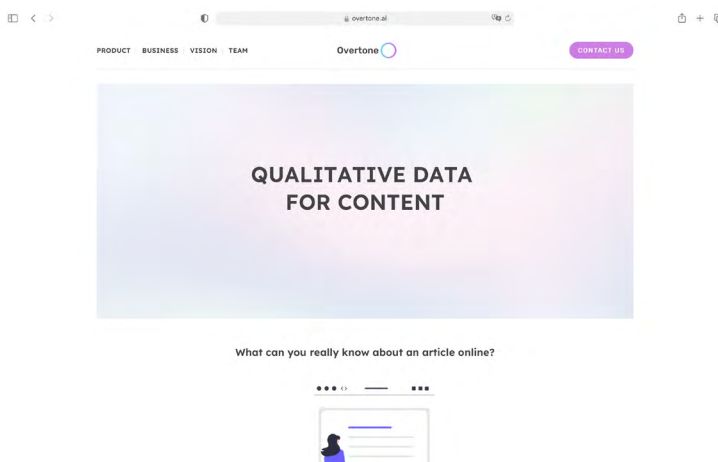 overtone.ai
PRODUCT BUSINESS VISION TEAM
Overtone
CONTACT US
QUALITATIVE DATA
FOR CONTENT
What can you really know about an article online?